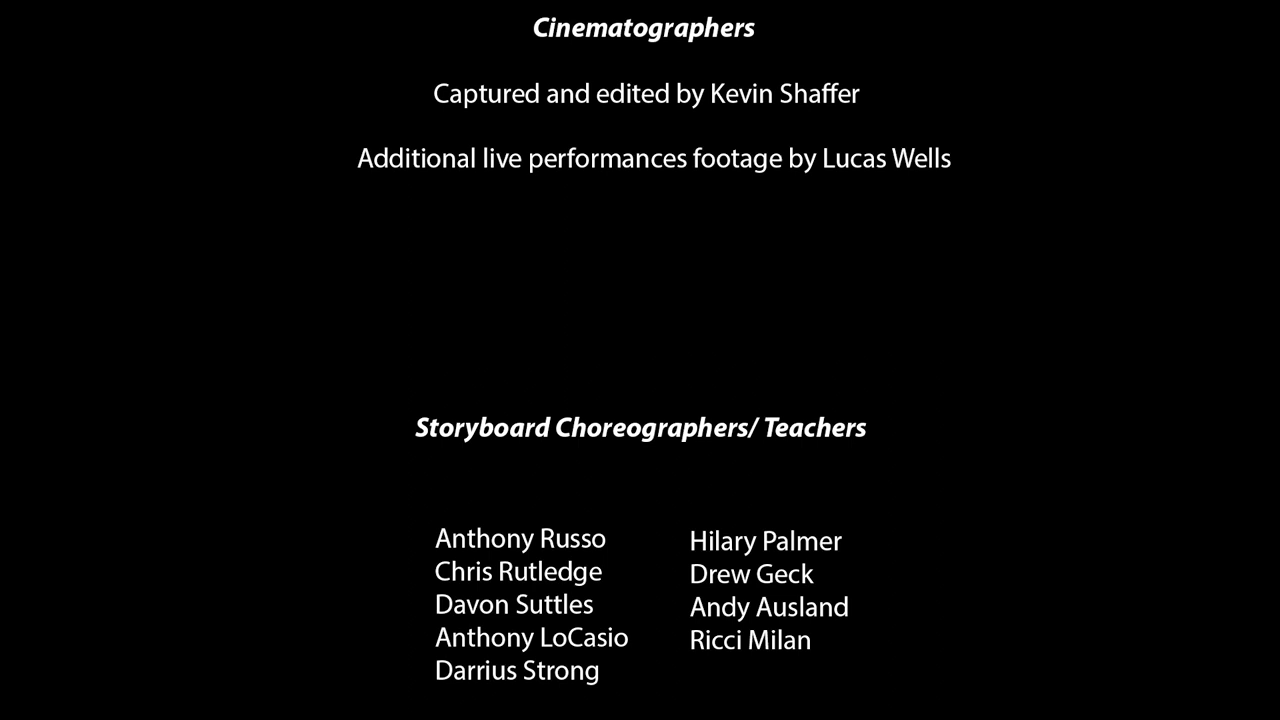 Cinematographers
Captured and edited by Kevin Shaffer
Additional live performances footage by Lucas Wells
Storyboard Choreographers/ Teachers
Anthony Russo
Chris Rutledge
Davon Suttles
Anthony LoCasio
Darrius Strong
Hilary Palmer
Drew Geck
Andy Ausland
Ricci Milan